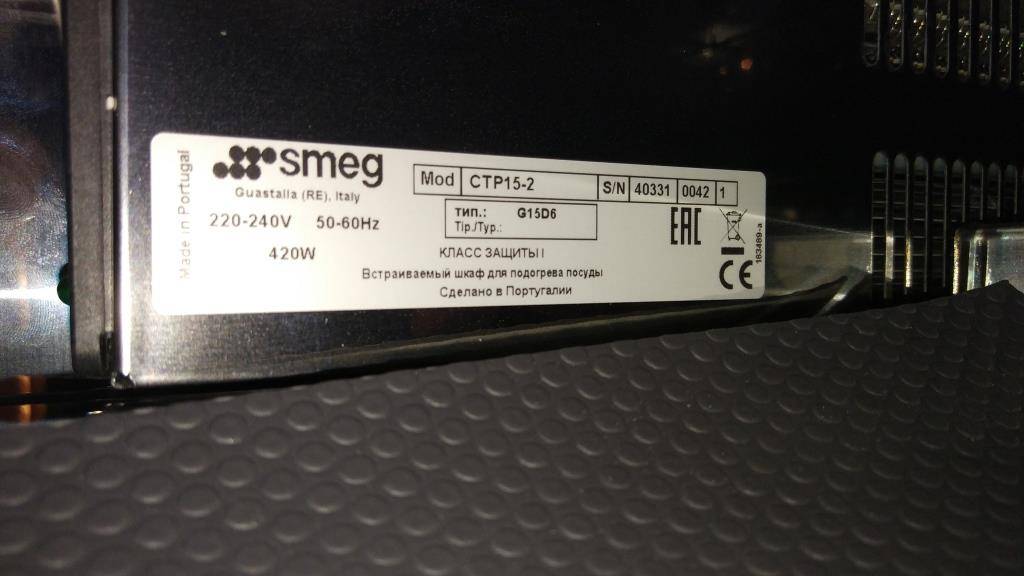 Made in Portugal
smeg
Guastalla (RE), Italy
220-240V 50-60Hz
420W
Mod CTP15-2 S/N 40331 0042 1
тип.: G15D6
Tip./Typ.:
EAC
CE
КЛАСС ЗАЩИТЫ I
Встраиваемый шкаф для подогрева посуды
Сделано в Португалии
163489-a